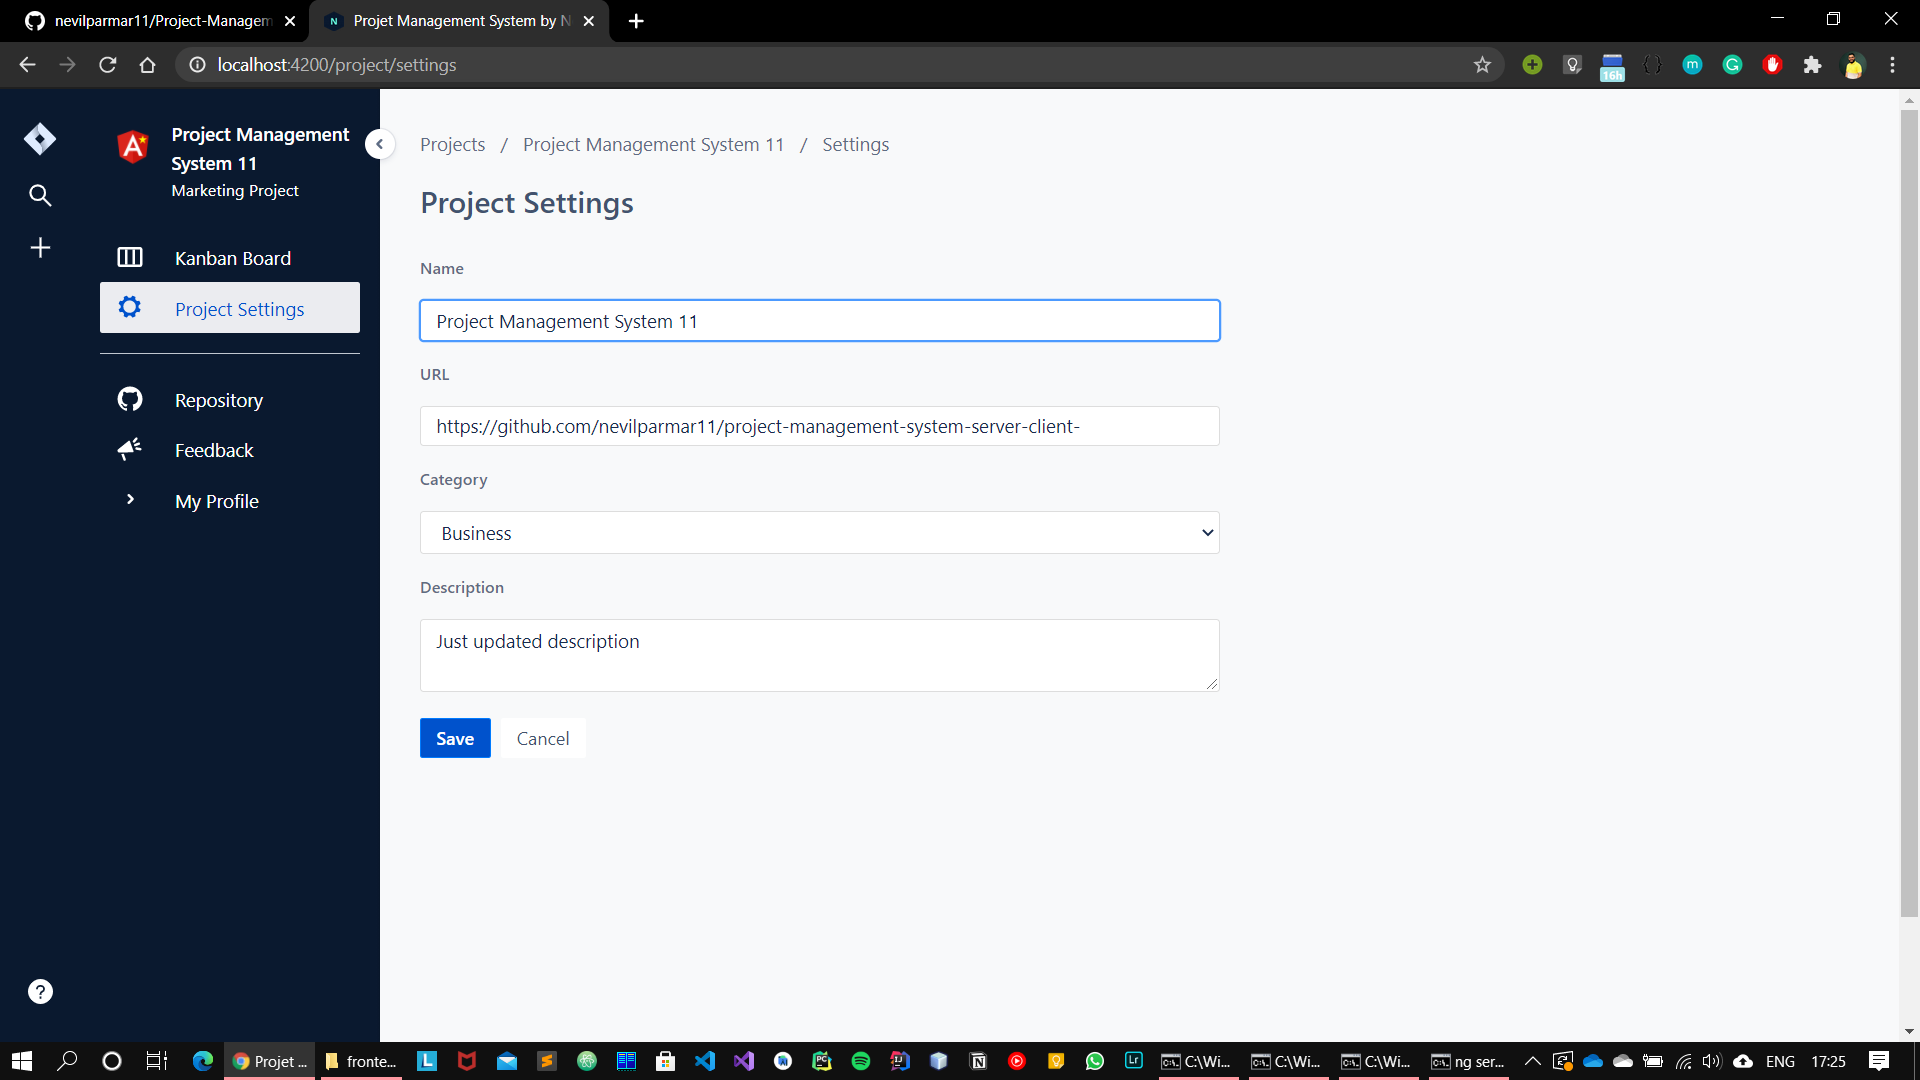 nevilparmar11/Project-Managem
Projet Management System by N
localhost:4200/project/settings
16h
Project Management
System 11
Marketing Project
Kanban Board
Project Settings
Repository
Feedback
My Profile
Projects / Project Management System 11 / Settings
Project Settings
Name
Project Management System 11
URL
https://github.com/nevilparmar11/project-management-system-server-client-
Category
Business
Description
Just updated description
Save Cancel
?
Projet ...
fronte...
C:\Wi...
C:\Wi...
C:\Wi...
ng ser...
ENG
17:25